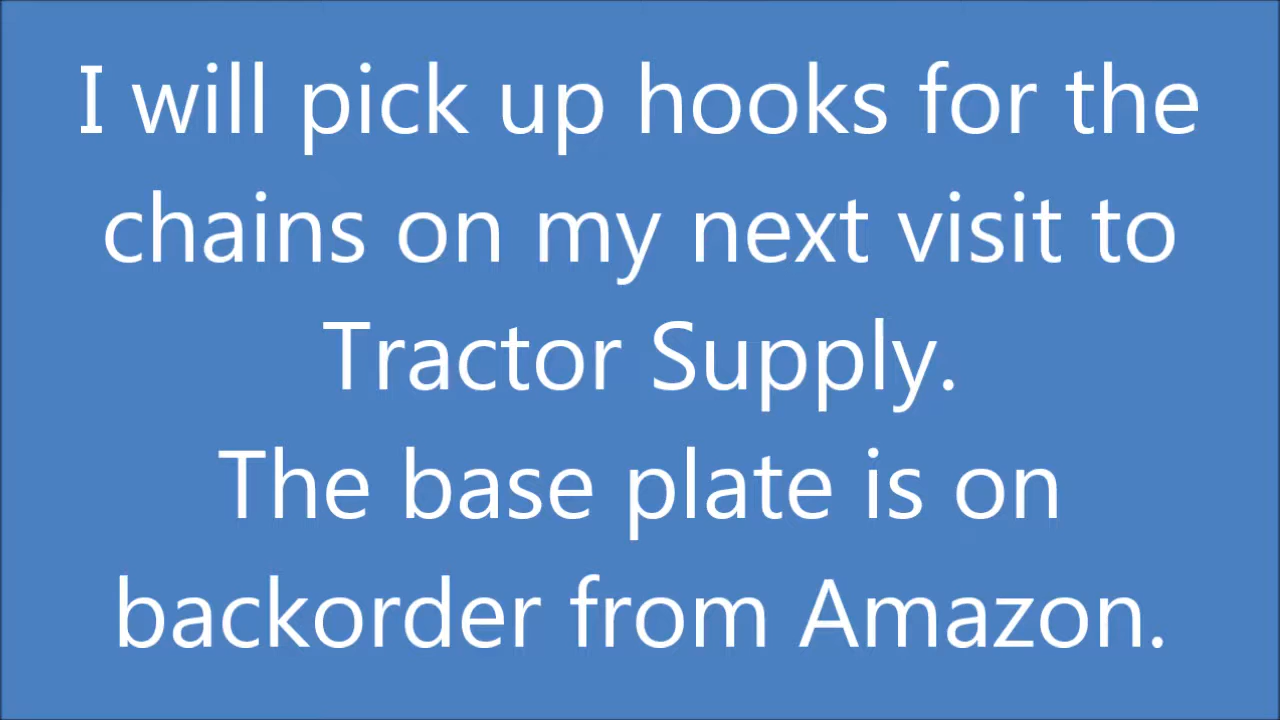 I will pick up hooks for the
chains on my next visit to
Tractor Supply.
The base plate is on
backorder from Amazon.